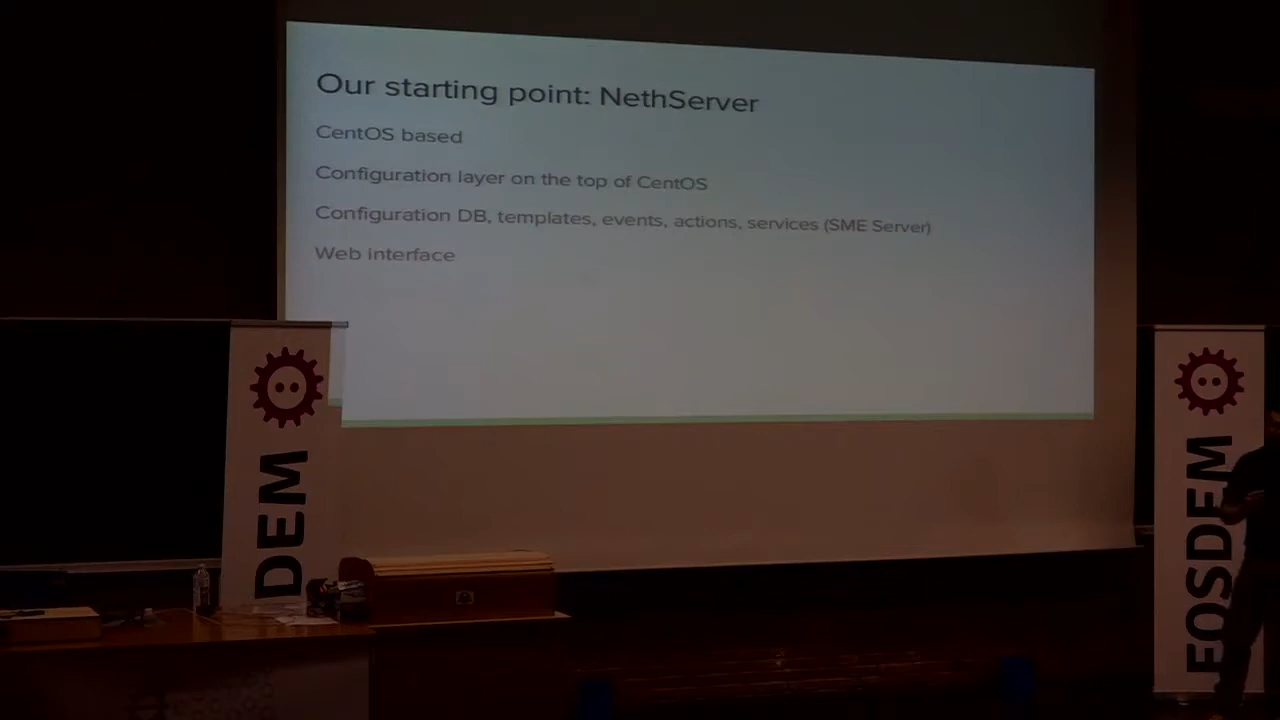 Our starting point: NethServer
CentOS based
Configuration layer on the top of CentOS
Configuration DB, templates, events, actions, services (SME Server)
Web interface
DEM
FOSDEM